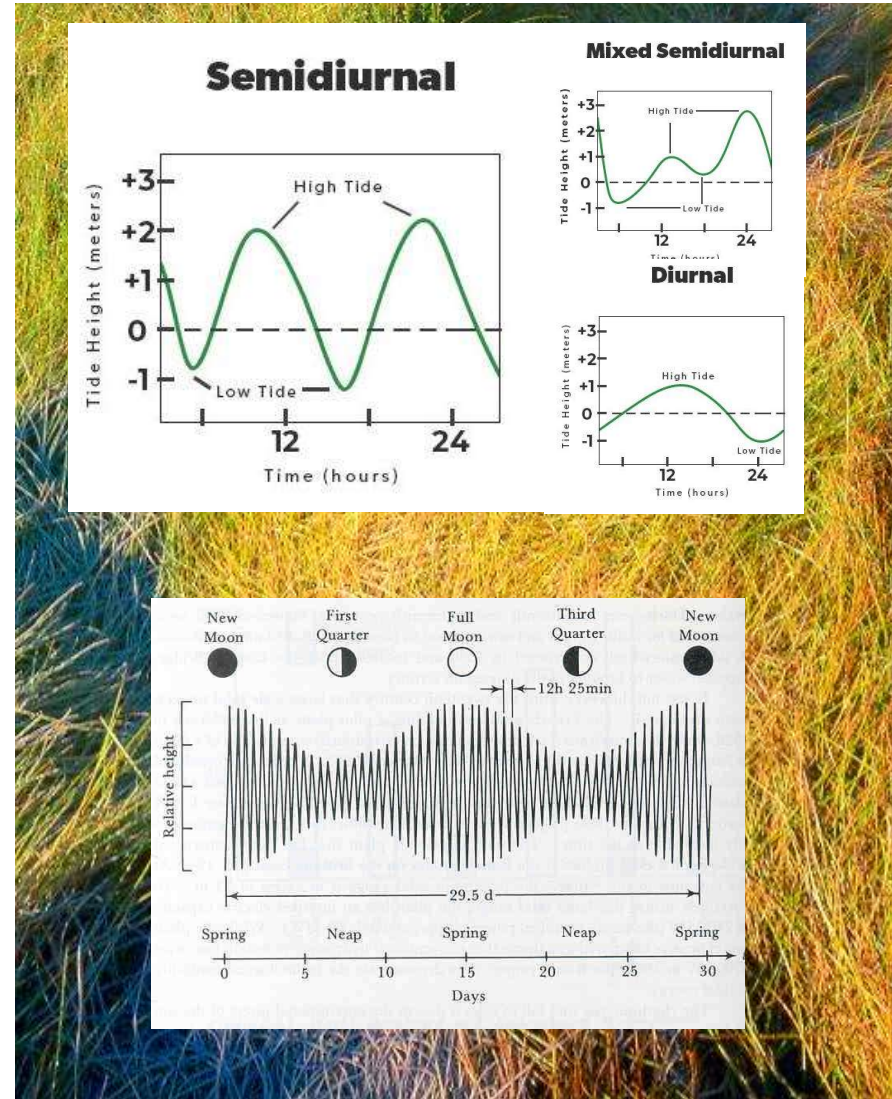 Semidiurnal
+3
+2
+1
0
-1
Tide Height (meters)
High Tide
Low Tide
12
24
Time (hours)
Mixed Semidiurnal
+3
+2
+1
0
-1
Tide Height (meters)
High Tide
Low Tide
12
24
Time (hours)
Diurnal
+3
+2
+1
0
-1
Tide Height (meters)
High Tide
Low Tide
12
24
Time (hours)
New
Moon
First
Quarter
Full
Moon
Third
Quarter
New
Moon
12h 25min
Relative height
29.5 d
Spring
Neap
Spring
Neap
Spring
0
5
10
15
20
25
30
Days